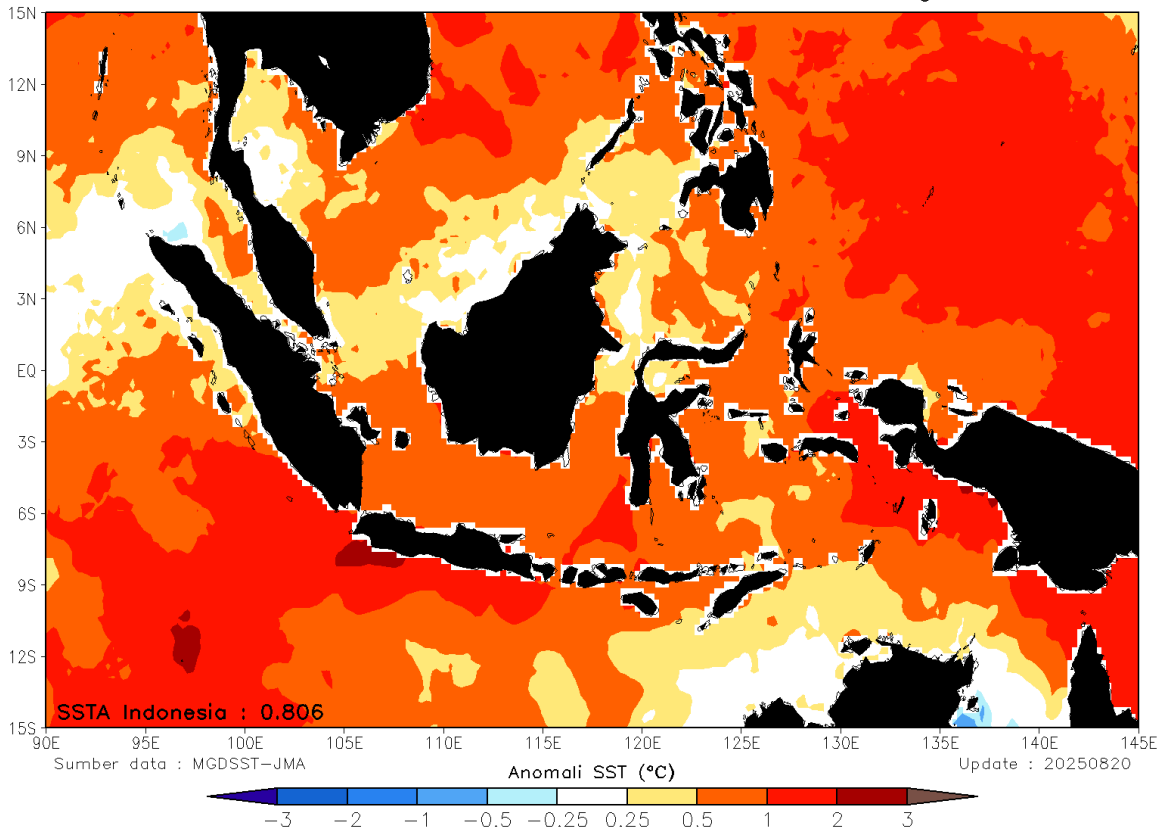 15N
12N
9N
6N
3N
EQ
3S
6S
9S
12S
15S
SSTA Indonesia : 0.806
90E 95E 100E 105E 110E 115E 120E 125E 130E 135E 140E 145E
Sumber data : MGDSST-JMA
Update : 20250820
Anomali SST (°C)
-3 -2 -1 -0.5 -0.25 0.25 0.5 1 2 3